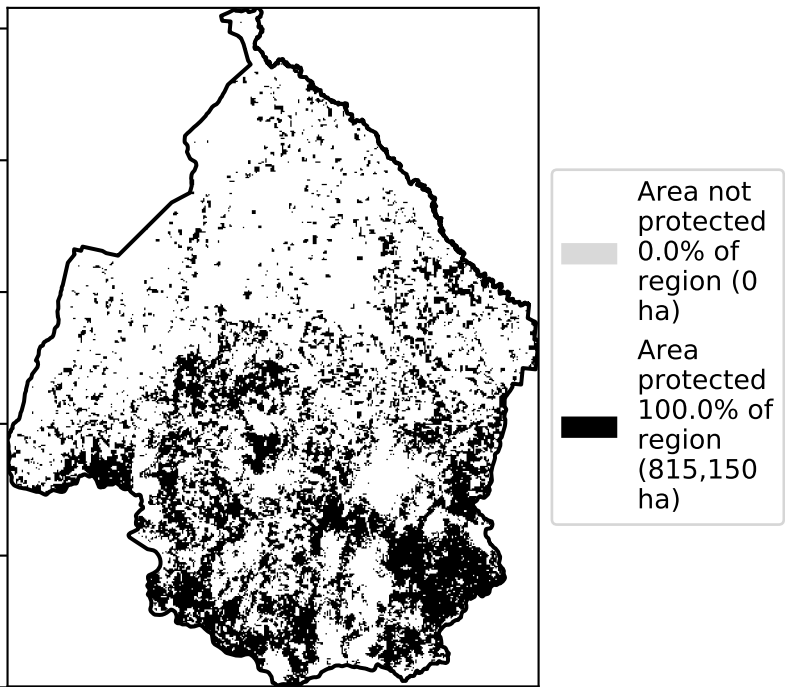 Area not
protected
0.0% of
region (0
ha)
Area
protected
100.0% of
region
(815,150
ha)